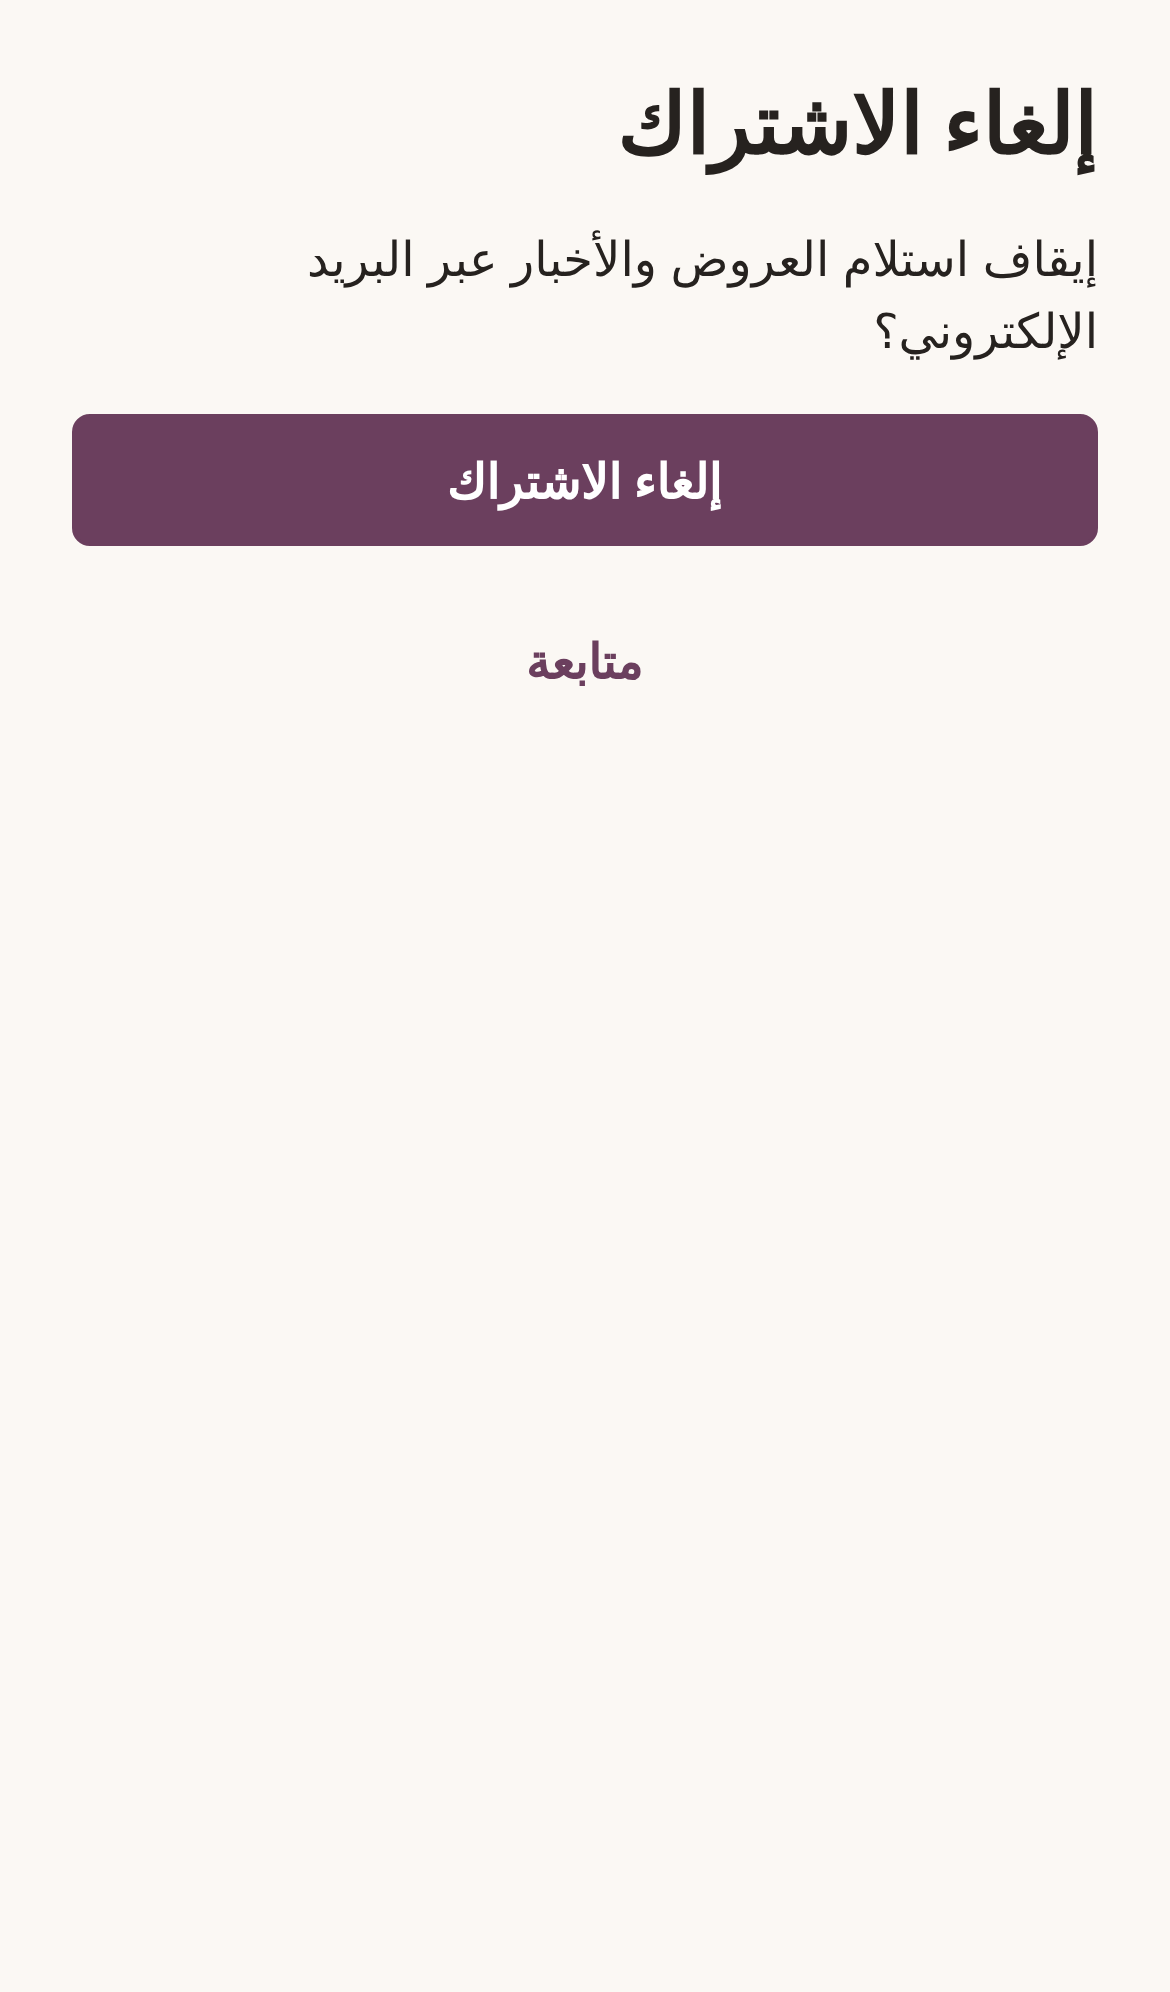 إلغاء الاشتراك
إيقاف استلام العروض والأخبار عبر البريد
الإلكتروني؟
إلغاء الاشتراك
متابعة